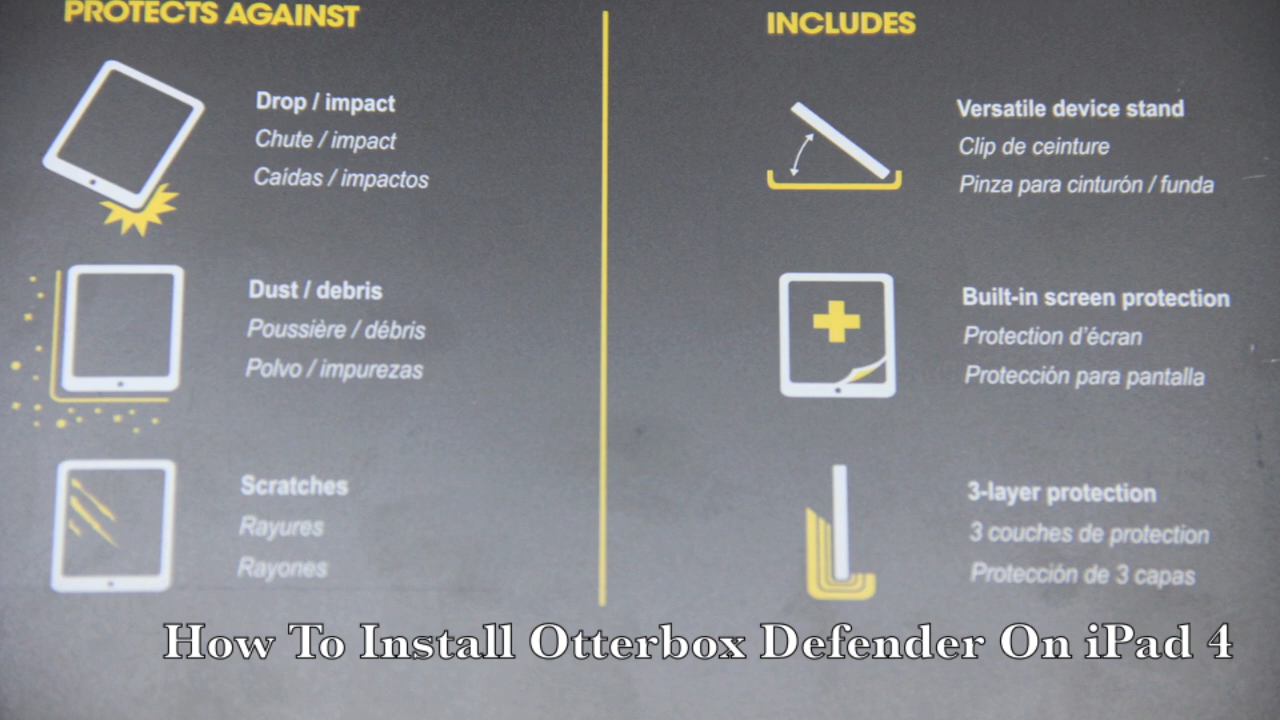 PROTECTS AGAINST
Drop / impact
Chute / impact
Caídas / impactos
Dust / debris
Poussière / débris
Polvo / impurezas
Scratches
Rayures
Rayones
INCLUDES
Versatile device stand
Clip de ceinture
Pinza para cinturón / funda
Built-in screen protection
Protection d'écran
Protección para pantalla
3-layer protection
3 couches de protection
Protección de 3 capas
How To Install Otterbox Defender On iPad 4